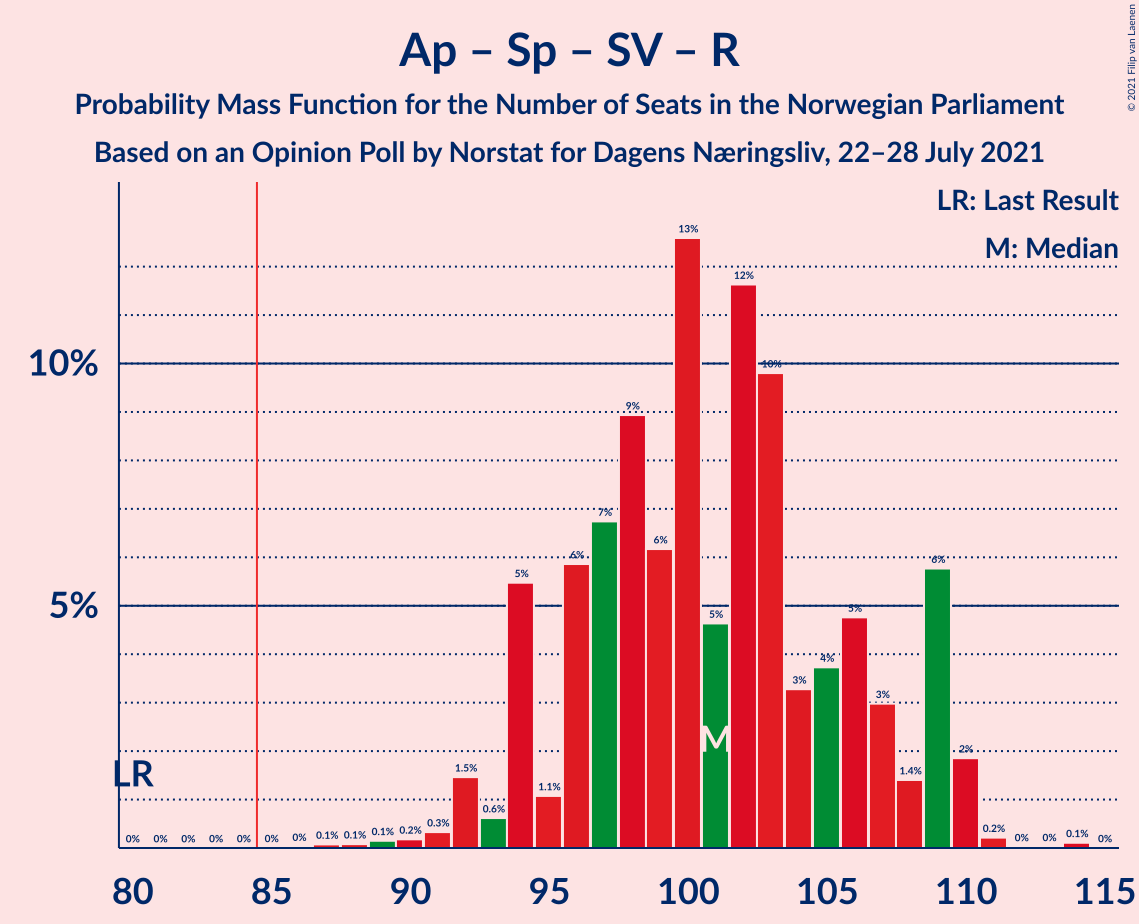 Ap – Sp – SV – R
Probability Mass Function for the Number of Seats in the Norwegian Parliament
Based on an Opinion Poll by Norstat for Dagens Næringsliv, 22–28 July 2021
© 2021 Filip van Laenen
LR: Last Result
M: Median
10%
5%
LR
M
0% 0% 0% 0% 0% 0% 0% 0.1% 0.1% 0.1% 0.2% 0.3% 1.5% 0.6% 5% 1.1% 6% 7% 9% 6% 13% 5% 12% 10% 3% 4% 5% 3% 1.4% 6% 2% 0.2% 0% 0% 0.1% 0%
80 85 90 95 100 105 110 115